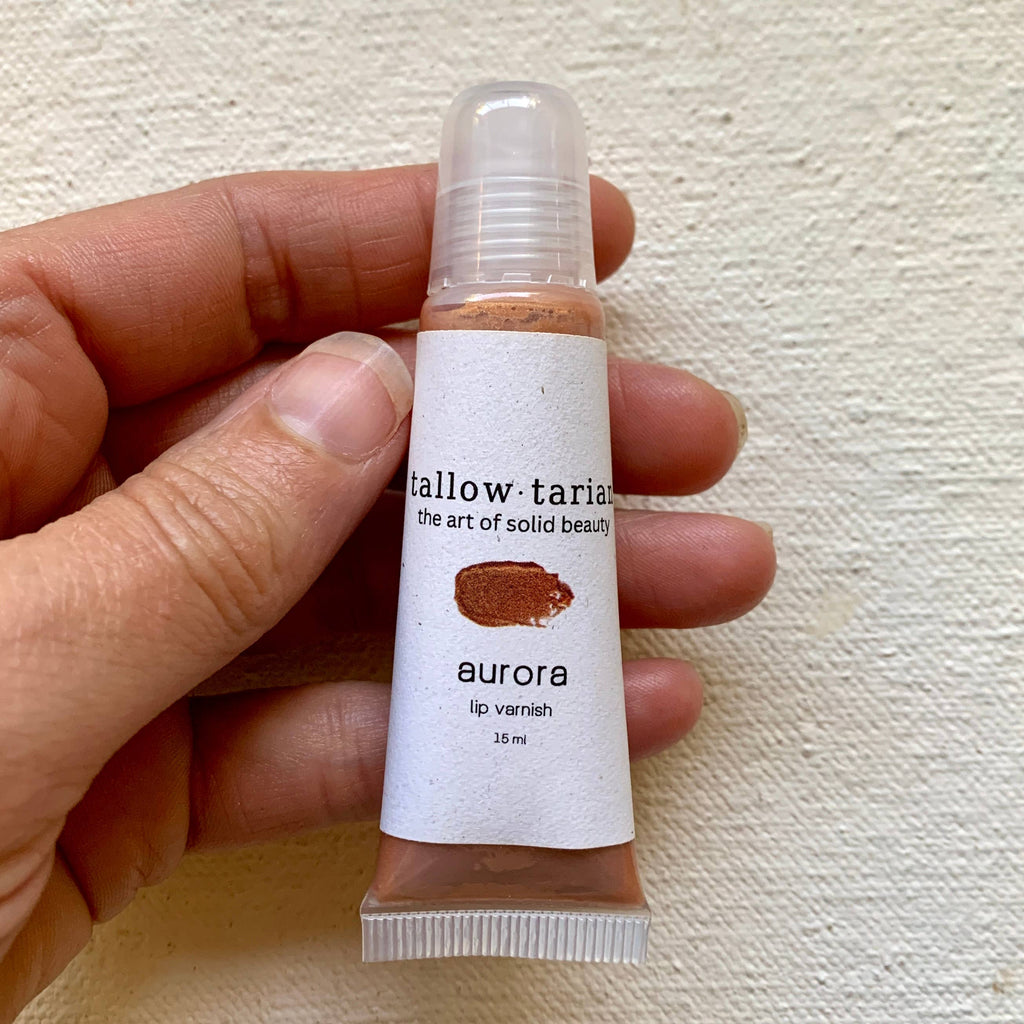 tallow·tarian
the art of solid beauty
aurora
lip varnish
15 ml